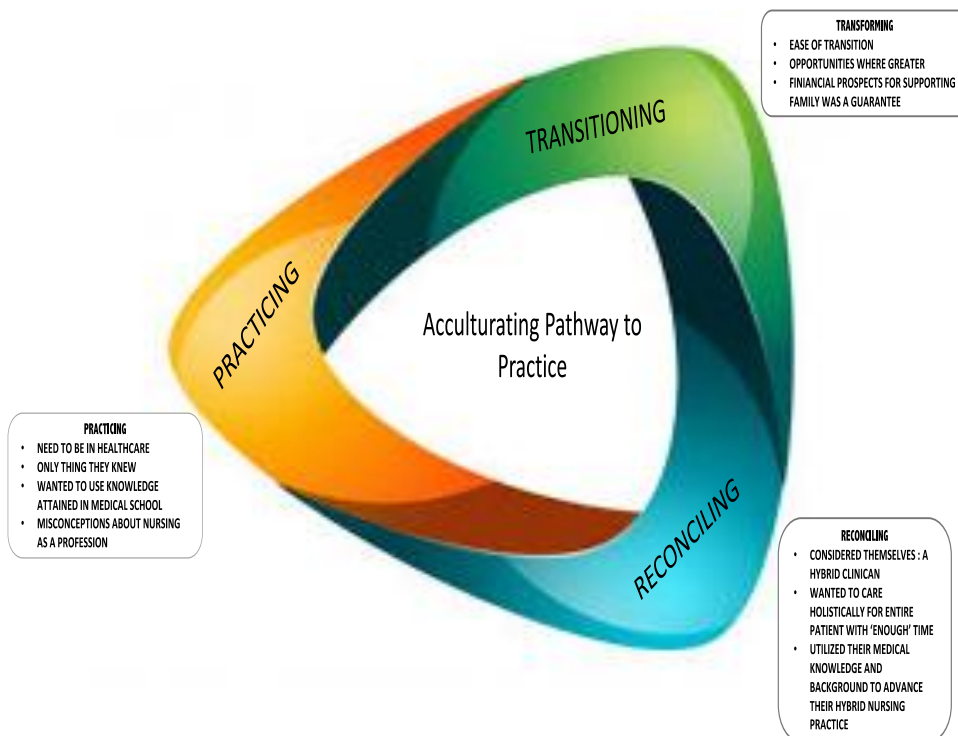 TRANSFORMING
• EASE OF TRANSITION
• OPPORTUNITIES WHERE GREATER
• FINIANCIAL PROSPECTS FOR SUPPORTING
FAMILY WAS A GUARANTEE
TRANSITIONING
PRACTICING
Acculturating Pathway to
Practice
PRACTICING
• NEED TO BE IN HEALTHCARE
• ONLY THING THEY KNEW
• WANTED TO USE KNOWLEDGE
ATTAINED IN MEDICAL SCHOOL
• MISCONCEPTIONS ABOUT NURSING
AS A PROFESSION
RECONCILING
RECONCILING
• CONSIDERED THEMSELVES : A
HYBRID CLINICAN
• WANTED TO CARE
HOLISTICALLY FOR ENTIRE
PATIENT WITH ‘ENOUGH’ TIME
• UTILIZED THEIR MEDICAL
KNOWLEDGE AND
BACKGROUND TO ADVANCE
THEIR HYBRID NURSING
PRACTICE